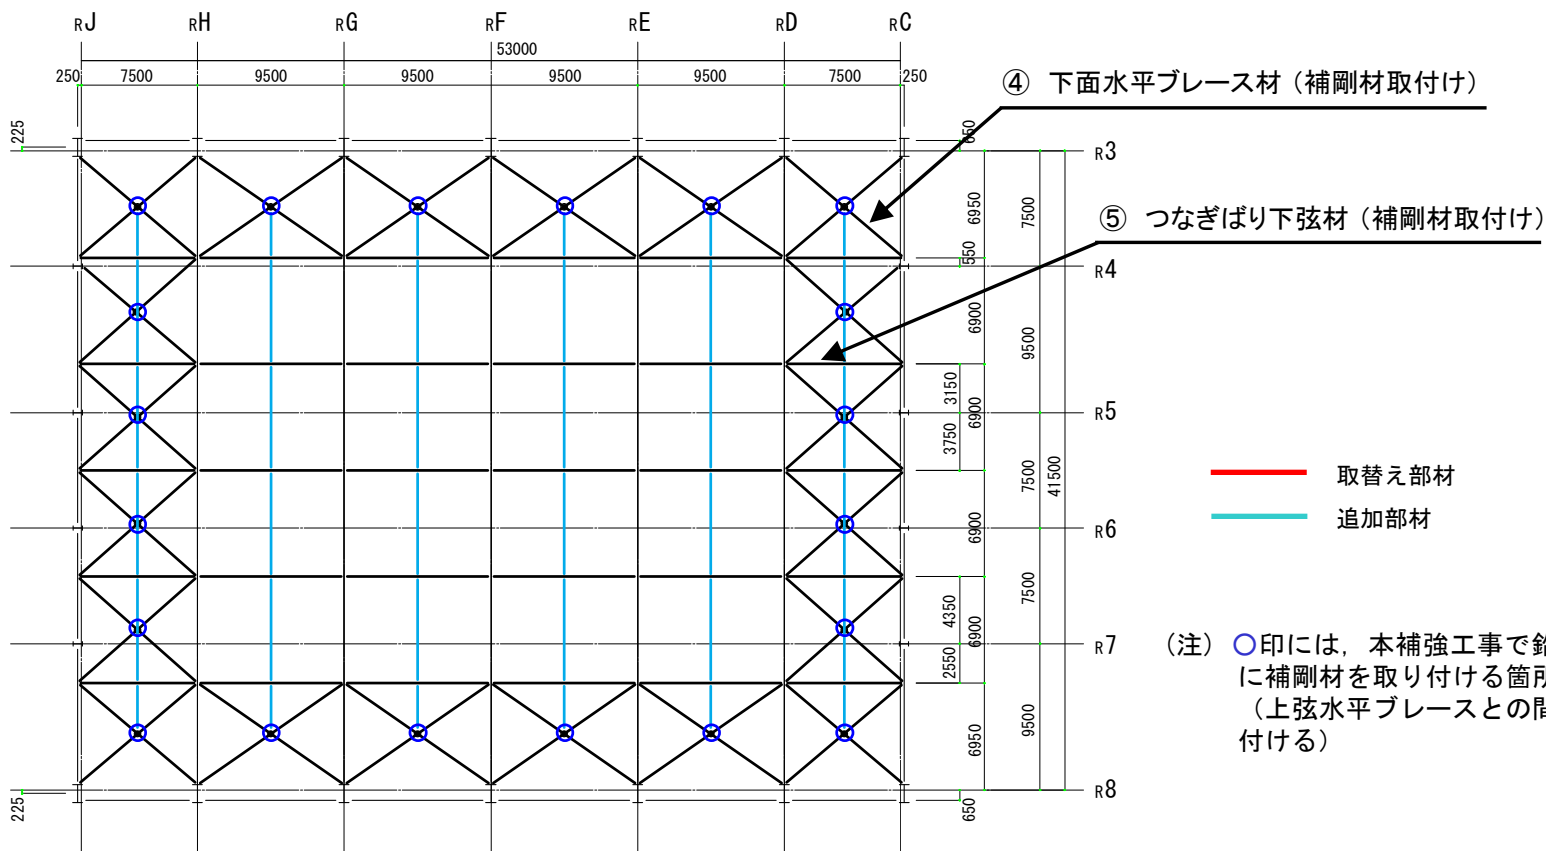 RJ RH RG RF RE RD RC
53000
250 7500 9500 9500 9500 9500 7500 250
④ 下面水平ブレース材（補剛材取付け）
225
650
R3
6950
7500
⑤ つなぎばり下弦材（補剛材取付け）
550
R4
6900
9500
3150
6900
R5
3750
7500
41500
取替え部材
追加部材
6900
R6
7500
4350
6900
R7
2550
（注） ○印には，本補強工事で
に補剛材を取り付ける箇所
（上弦水平ブレースとの間
付ける）
9500
6950
R8
225
650